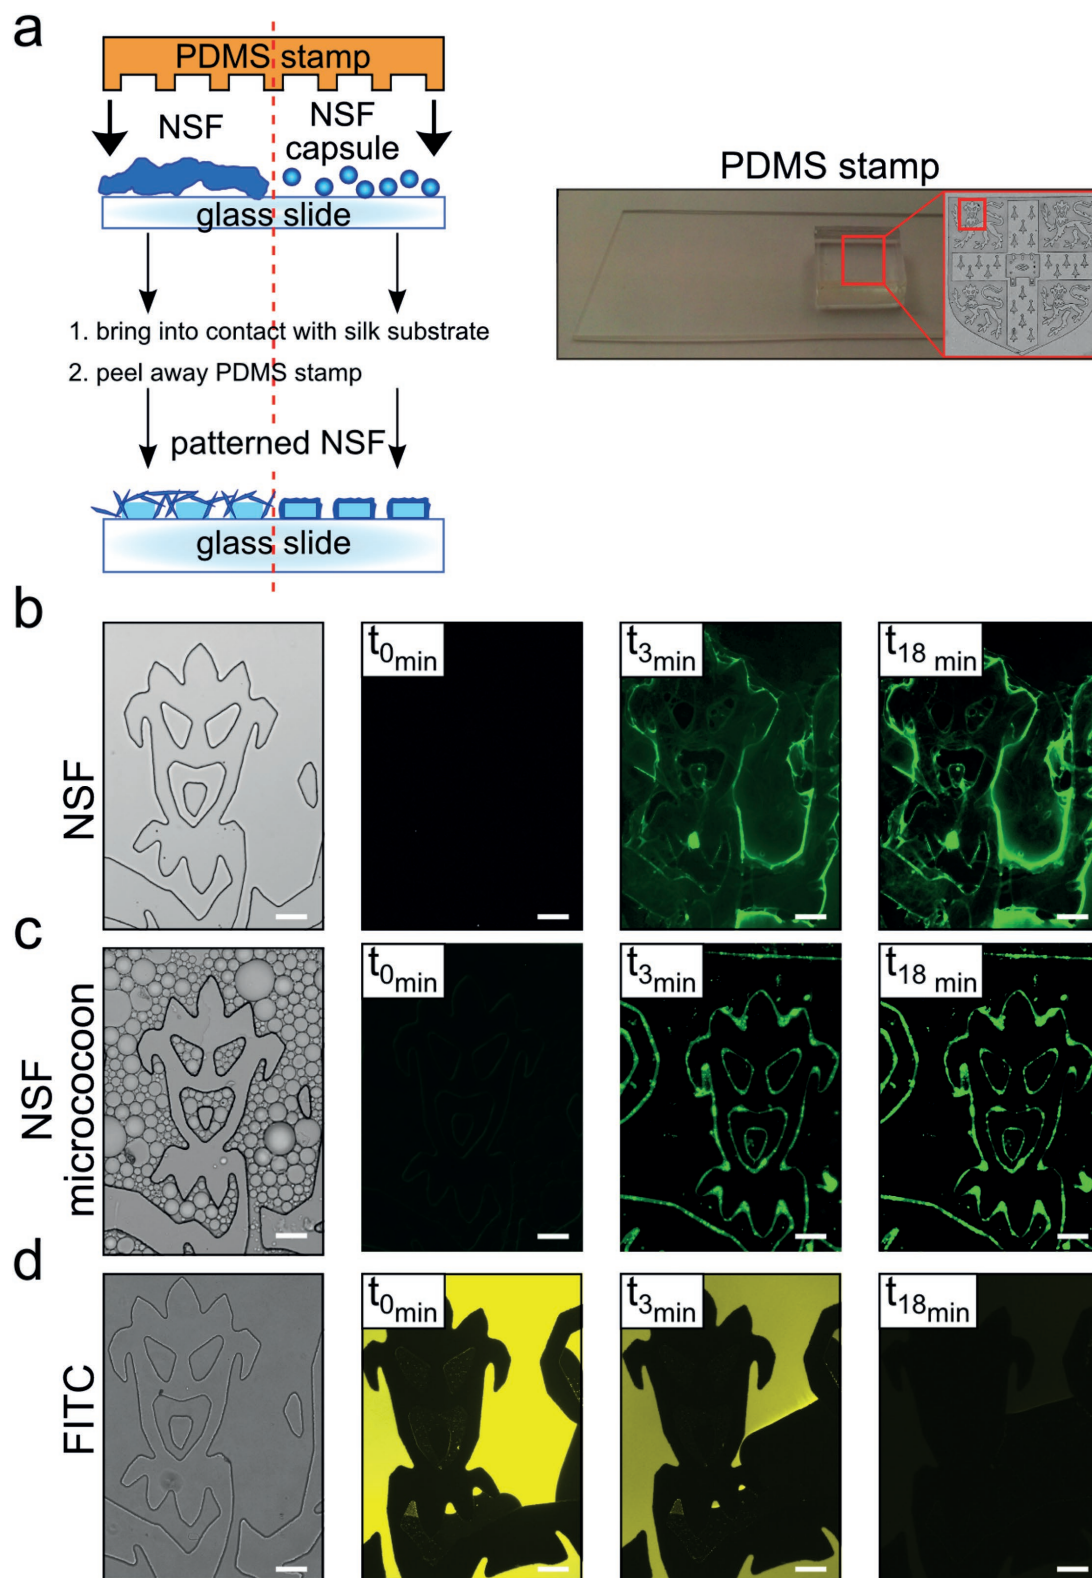 a
PDMS stamp
NSF
NSF
capsule
glass slide
1. bring into contact with silk substrate
2. peel away PDMS stamp
patterned NSF
glass slide
PDMS stamp
b
NSF
t0min
t3min
t18 min
c
NSF
micrococoon
t0min
t3min
t18 min
d
FITC
t0min
t3min
t18min